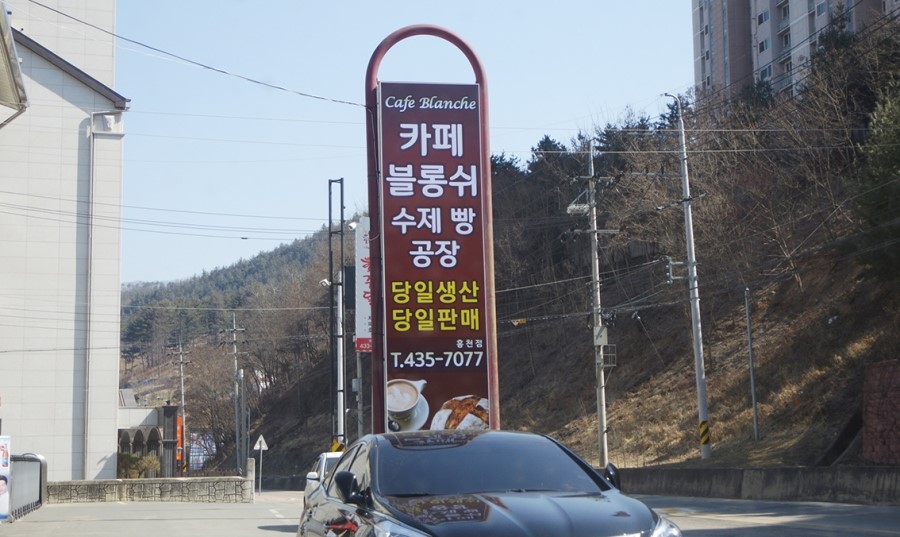 Cafe Blanche
카페
블롱쉬
수제 빵
공장
당일생산
당일판매
홍천점
T.435-7077